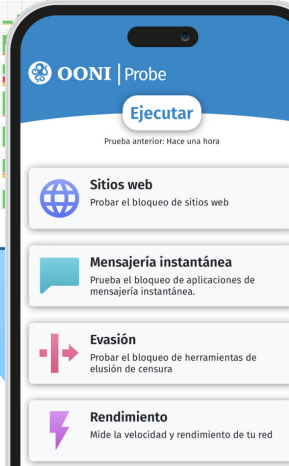 OONI | Probe
Ejecutar
Prueba anterior: Hace una hora
Sitios web
Probar el bloqueo de sitios web
Mensajería instantánea
Prueba el bloqueo de aplicaciones de
mensajería instantánea.
Evasión
Probar el bloqueo de herramientas de
elusión de censura
Rendimiento
Mide la velocidad y rendimiento de tu red